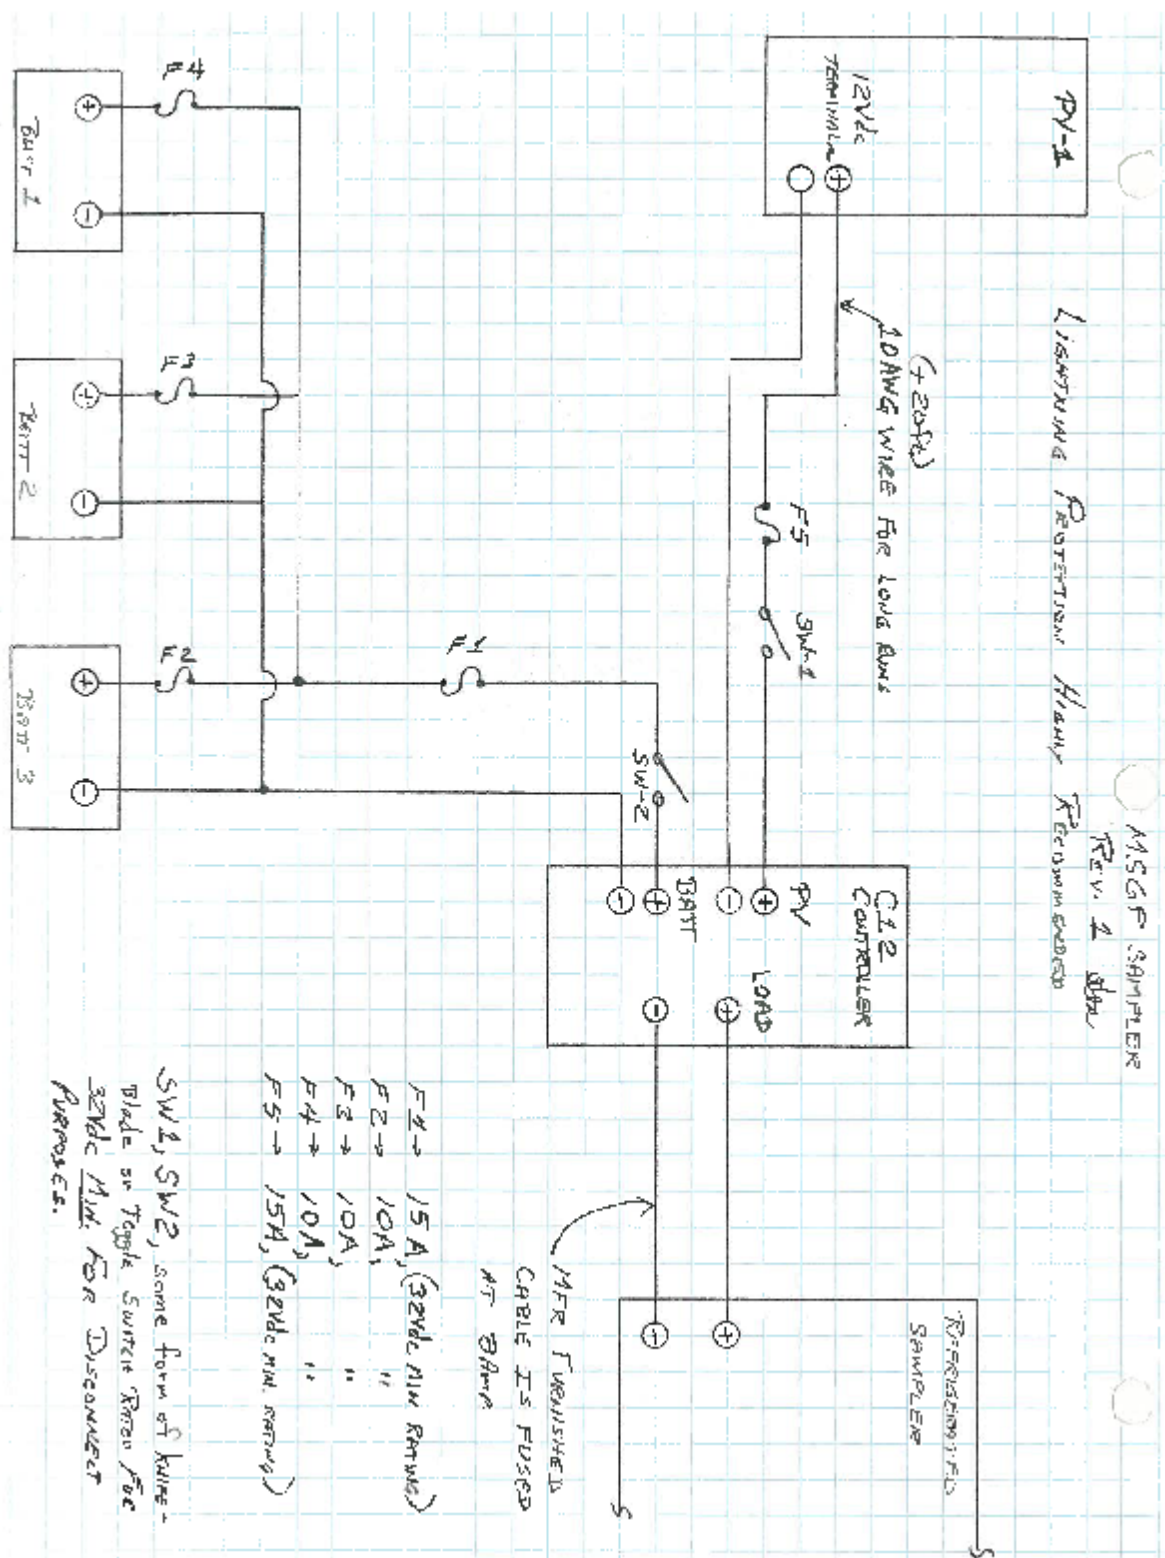 MSGP SAMPLER
REV. 1
LIGHTNING PROTECTION HIGHLY RECOMMENDED
PV-1
12Vdc
TERMINAL
+
(+20ft)
10AWG WIRE FOR LONG RUNS
F5
SW-1
C12
CONTROLLER
PV
+
-
BATT
+
-
LOAD
+
-
REFRIGERATED
SAMPLER
+
-
S
S
MFR FURNISHED
CABLE IS FUSED
AT 8AMP
F4
+
-
BATT 1
F3
+
-
BATT 2
F2
+
-
BATT 3
F1
SW-2
F1→ 15A, (32Vdc MIN RATING)
F2→ 10A, "
F3→ 10A, "
F4→ 10A, "
F5→ 15A, (32Vdc MIN. RATING)
SW1, SW2, some form of KNIFE-
Blade or Toggle SWITCH RATED FOR
32Vdc MIN. FOR DISCONNECT
PURPOSES.